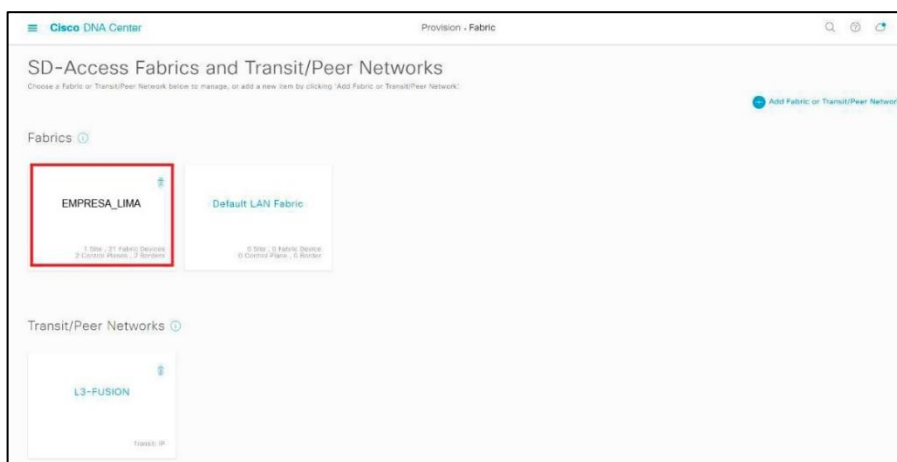 Cisco DNA Center
Provision • Fabric
SD-Access Fabrics and Transit/Peer Networks
Choose a Fabric or Transit/Peer Network below to manage, or add a new item by clicking 'Add Fabric or Transit/Peer Network'.
Add Fabric or Transit/Peer Network
Fabrics
EMPRESA_LIMA
1 Site , 21 Fabric Devices
2 Control Planes , 2 Borders
Default LAN Fabric
0 Site , 0 Fabric Device
0 Control Plane , 0 Border
Transit/Peer Networks
L3-FUSION
Transit: IP